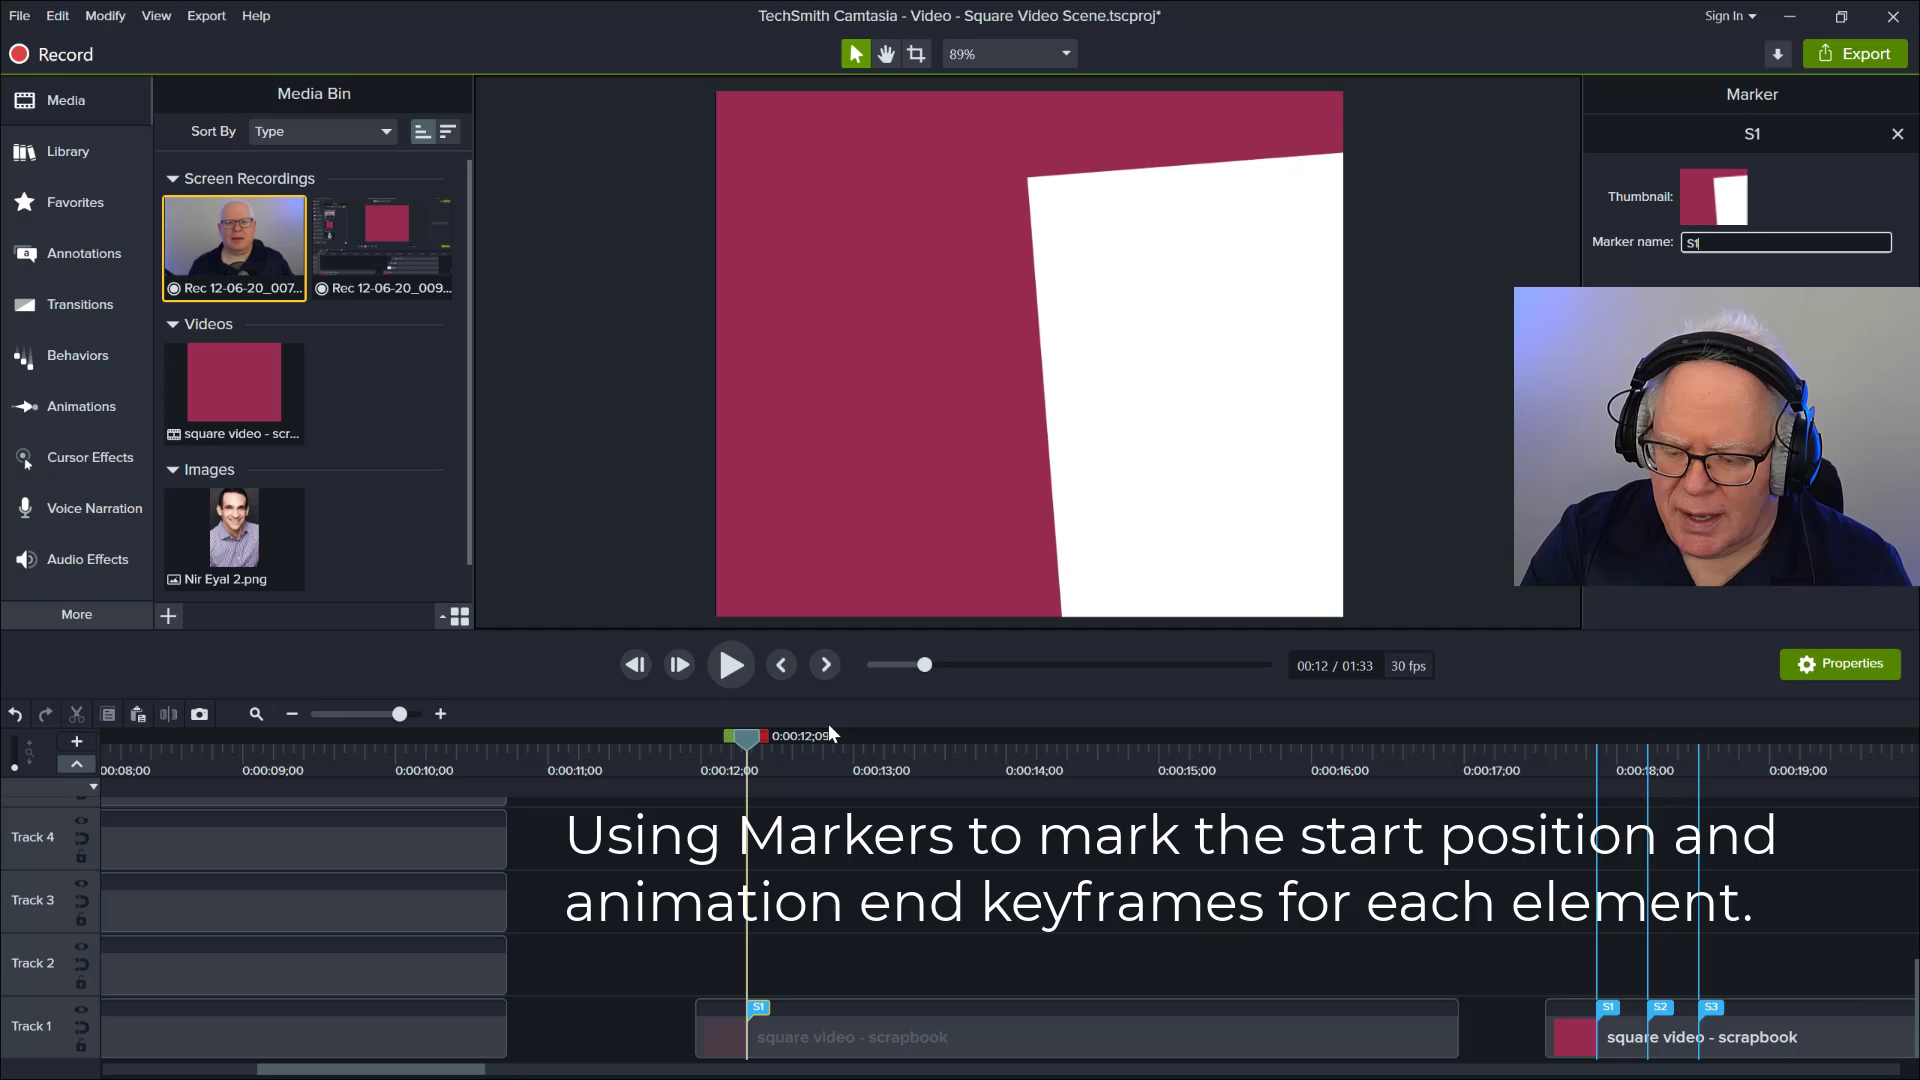 File Edit Modify View Export Help
TechSmith Camtasia - Video - Square Video Scene.tscproj*
Sign In
Record
89%
Export
Media
Library
Favorites
Annotations
Transitions
Behaviors
Animations
Cursor Effects
Voice Narration
Audio Effects
More
Media Bin
Sort By Type
Screen Recordings
Rec 12-06-20_007... Rec 12-06-20_009...
Videos
square video - scr...
Images
Nir Eyal 2.png
Marker
S1
Thumbnail:
Marker name: S1
00:12 / 01:33 30 fps
Properties
0:00:12;09
00:08;00 0:00:09;00 0:00:10;00 0:00:11;00 0:00:12;00 0:00:13;00 0:00:14;00 0:00:15;00 0:00:16;00 0:00:17;00 0:00:18;00 0:00:19;00
Track 4
Track 3
Track 2
Track 1
Using Markers to mark the start position and
animation end keyframes for each element.
S1 S1 S2 S3
square video - scrapbook square video - scrapbook